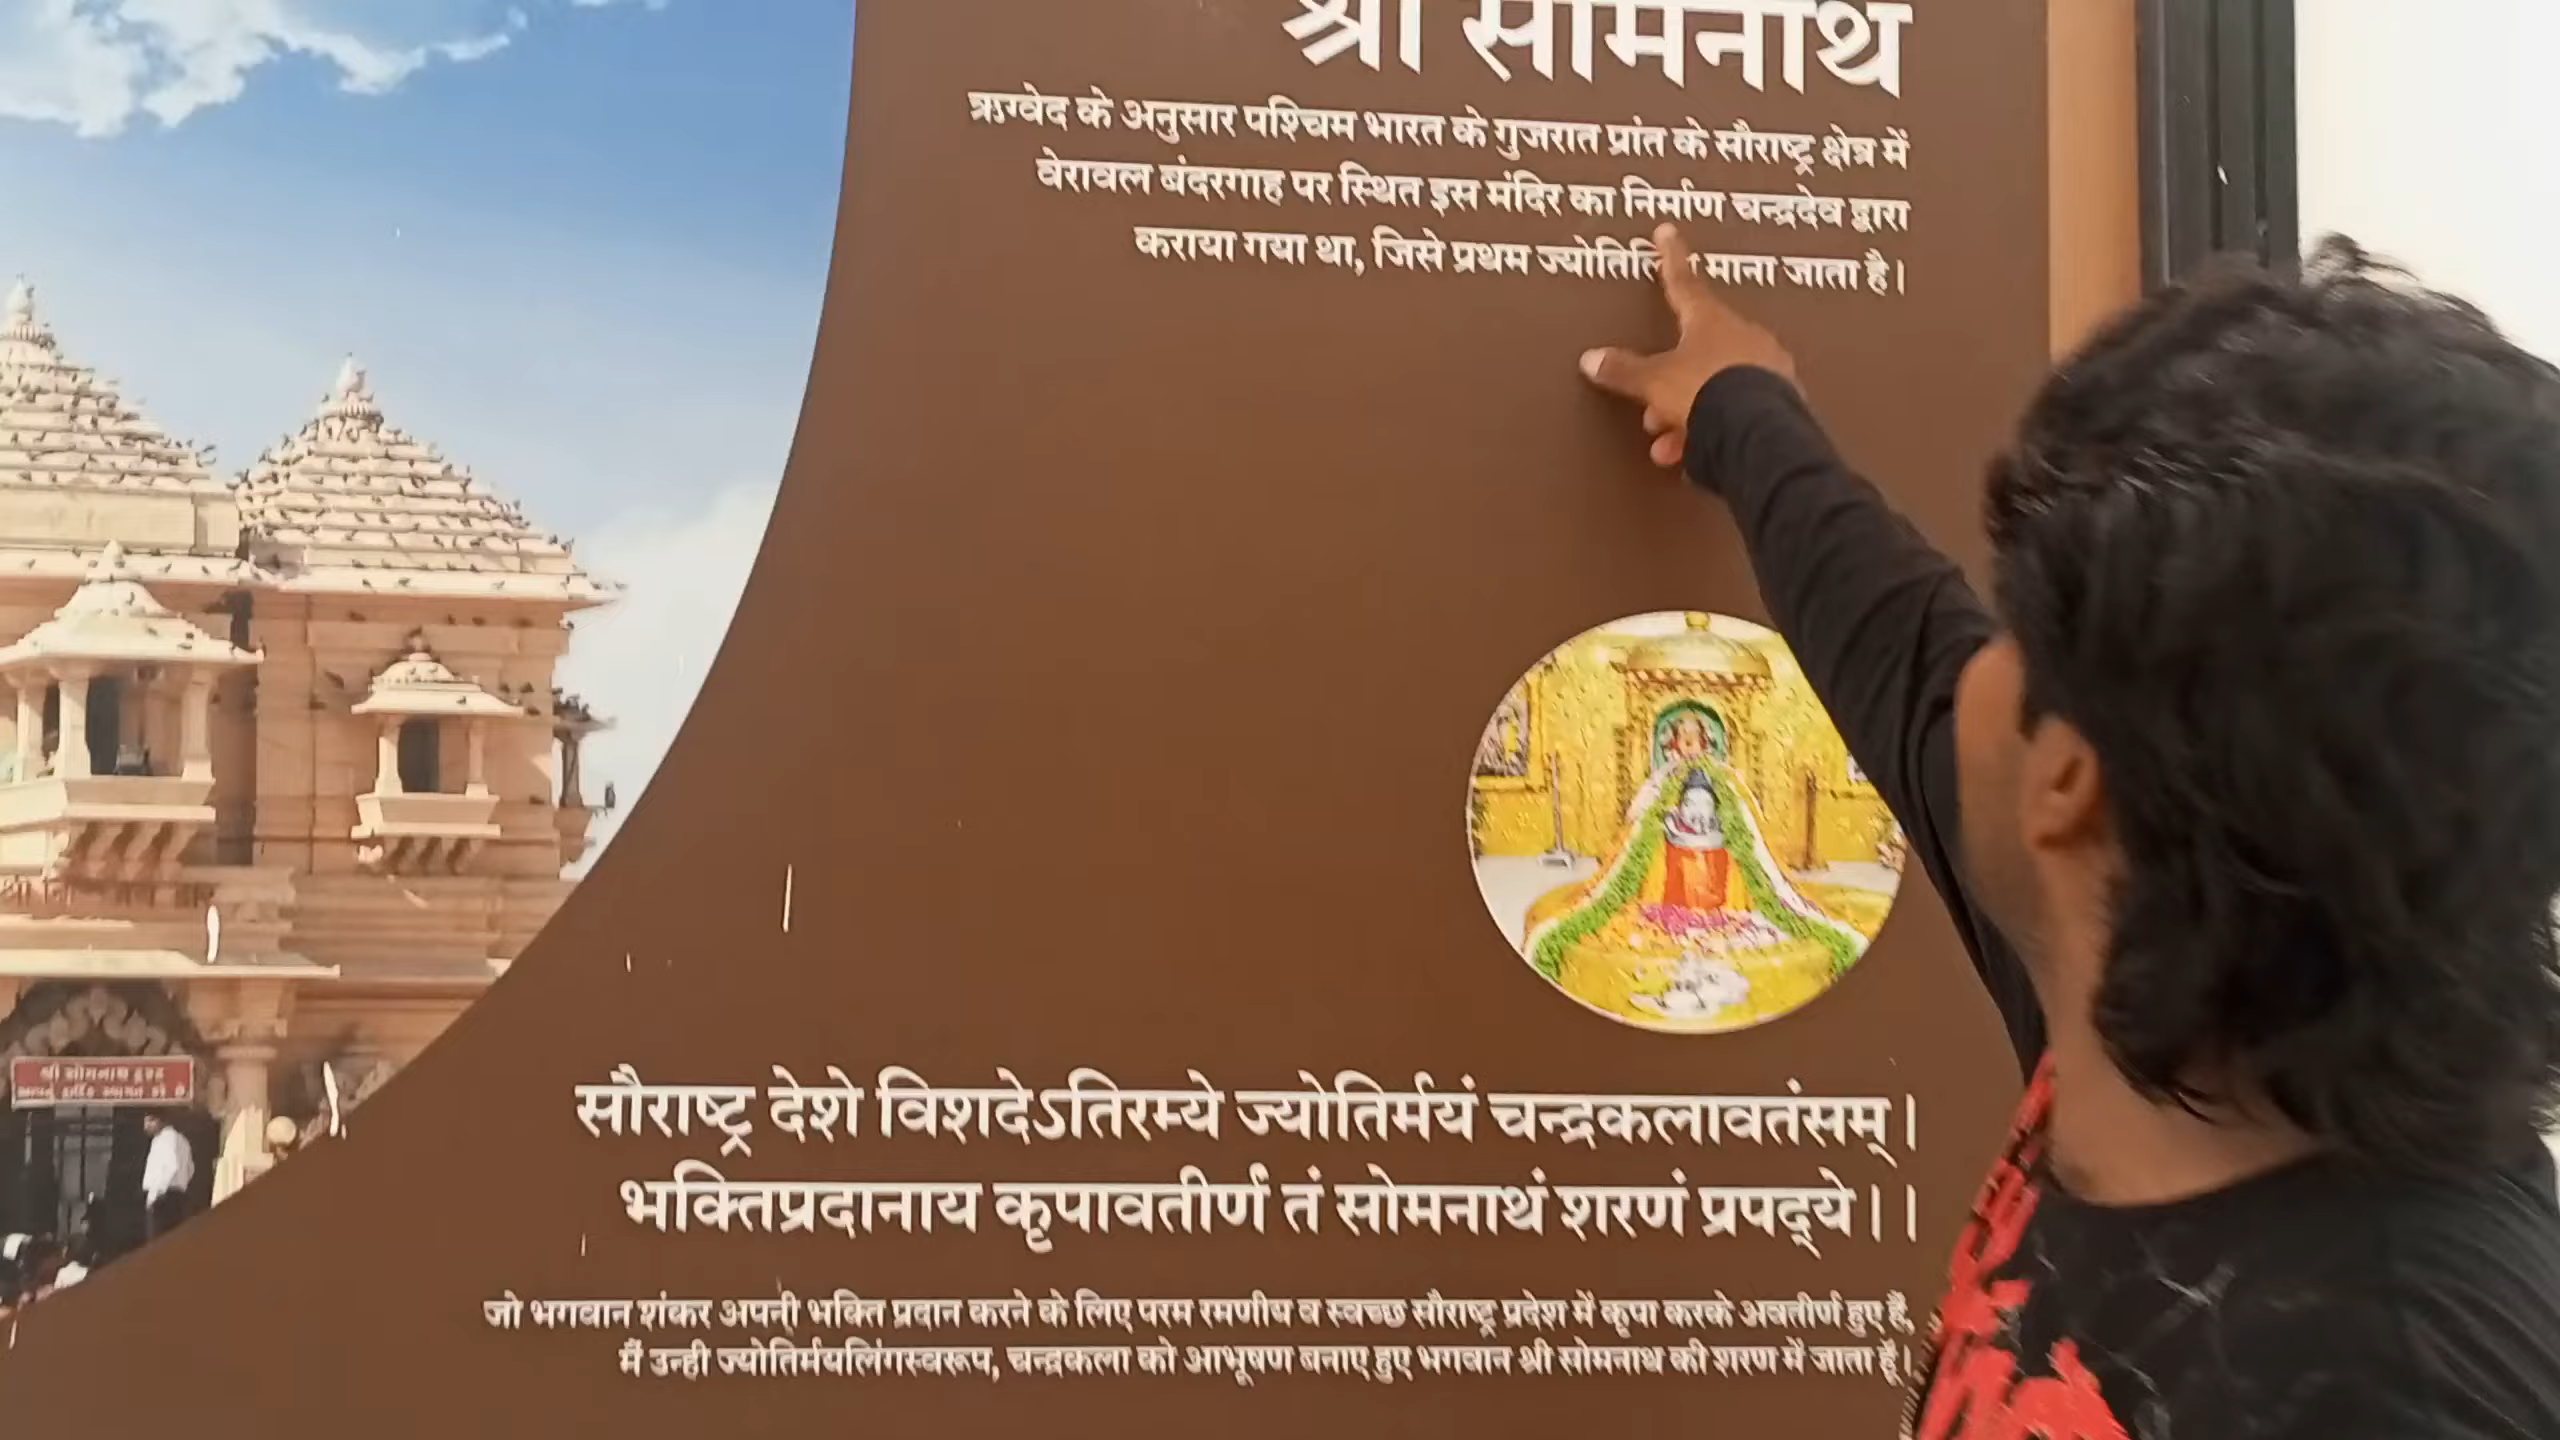 श्री सोमनाथ
ऋग्वेद के अनुसार पश्चिम भारत के गुजरात प्रांत के सौराष्ट्र क्षेत्र में
वेरावल बंदरगाह पर स्थित इस मंदिर का निर्माण चन्द्रदेव द्वारा
कराया गया था, जिसे प्रथम माना जाता है।
શ્રી સોમનાથ ટ્રસ્ટ
सौराष्ट्र देशे विशदेऽतिरम्ये ज्योतिर्मयं चन्द्रकलावतंसम्।
भक्तिप्रदानाय कृपावतीर्णं तं सोमनाथं शरणं प्रपद्ये।।
जो भगवान शंकर अपनी भक्ति प्रदान करने के लिए परम रमणीय व स्वच्छ सौराष्ट्र प्रदेश में कृपा करके अवतीर्ण हुए हैं,
मैं उन्ही ज्योतिर्मयलिंगस्वरूप, चन्द्रकला को आभूषण बनाए हुए भगवान श्री सोमनाथ की शरण में जाता हूँ।